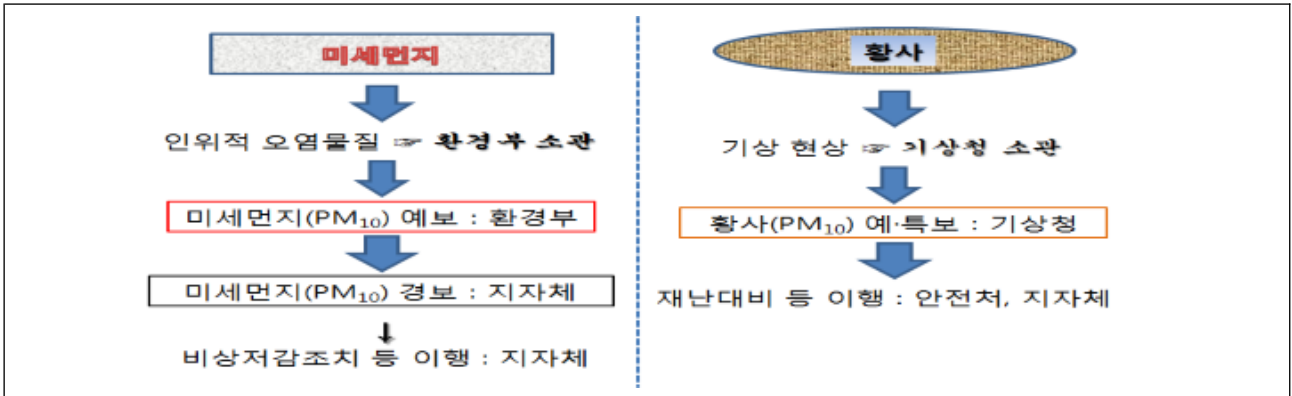 미세먼지
인위적 오염물질 ☞ 환경부 소관
미세먼지(PM₁₀) 예보 : 환경부
미세먼지(PM₁₀) 경보 : 지자체
비상저감조치 등 이행 : 지자체
황사
기상 현상 ☞ 기상청 소관
황사(PM₁₀) 예·특보 : 기상청
재난대비 등 이행 : 안전처, 지자체